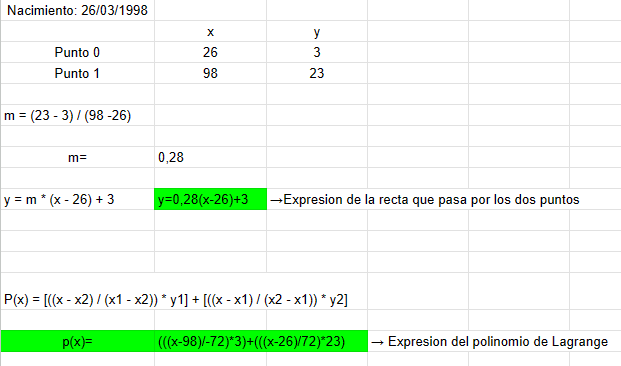 Nacimiento: 26/03/1998
x y
Punto 0 26 3
Punto 1 98 23
m = (23 - 3) / (98 -26)
m= 0,28
y = m * (x - 26) + 3 y=0,28(x-26)+3 →Expresion de la recta que pasa por los dos puntos
P(x) = [((x - x2) / (x1 - x2)) * y1] + [((x - x1) / (x2 - x1)) * y2]
p(x)= (((x-98)/-72)*3)+(((x-26)/72)*23) → Expresion del polinomio de Lagrange